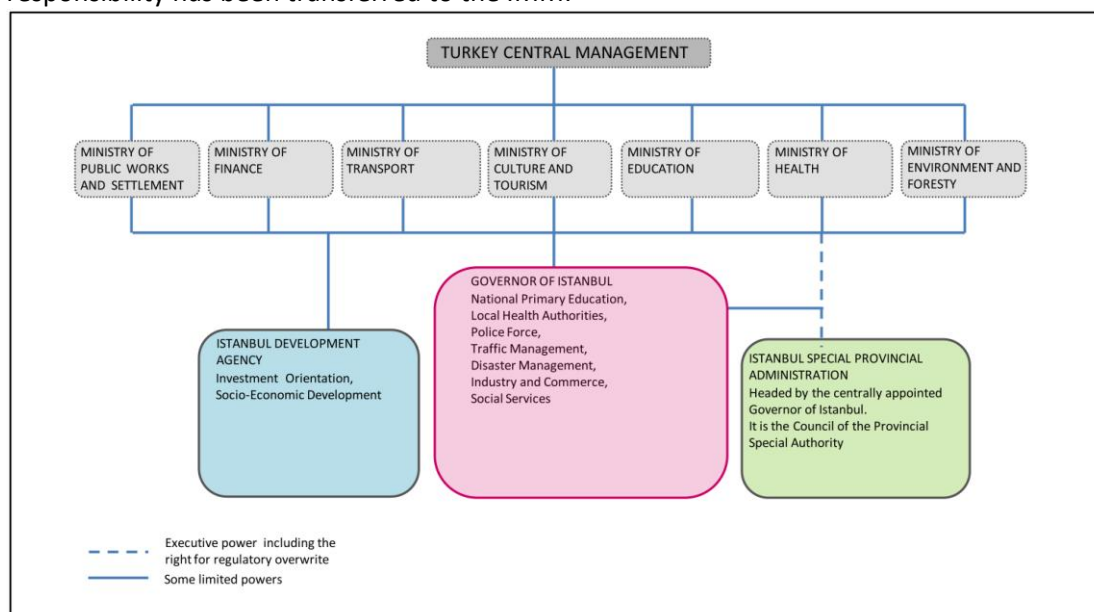 TURKEY CENTRAL MANAGEMENT
MINISTRY OF
PUBLIC WORKS
AND SETTLEMENT
MINISTRY OF
FINANCE
MINISTRY OF
TRANSPORT
MINISTRY OF
CULTURE AND
TOURISM
MINISTRY OF
EDUCATION
MINISTRY OF
HEALTH
MINISTRY OF
ENVIRONMENT AND
FORESTY
ISTANBUL DEVELOPMENT
AGENCY
Investment Orientation,
Socio-Economic Development
GOVERNOR OF ISTANBUL
National Primary Education,
Local Health Authorities,
Police Force,
Traffic Management,
Disaster Management,
Industry and Commerce,
Social Services
ISTANBUL SPECIAL PROVINCIAL
ADMINISTRATION
Headed by the centrally appointed
Governor of Istanbul.
It is the Council of the Provincial
Special Authority
Executive power including the
right for regulatory overwrite
Some limited powers